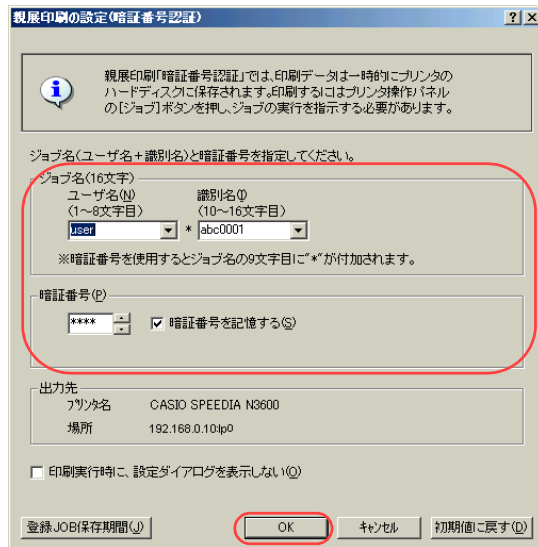 親展印刷の設定(暗証番号認証)
親展印刷「暗証番号認証」では、印刷データは一時的にプリンタの
ハードディスクに保存されます。印刷するにはプリンタ操作パネル
の[ジョブ]ボタンを押し、ジョブの実行を指示する必要があります。
ジョブ名(ユーザ名+識別名)と暗証番号を指定してください。
ジョブ名(16文字)
ユーザ名(N) 識別名(I)
(1~8文字目) (10~16文字目)
user * abc0001
※暗証番号を使用するとジョブ名の9文字目に"*"が付加されます。
暗証番号(P)
**** 暗証番号を記憶する(S)
出力先
プリンタ名 CASIO SPEEDIA N3600
場所 192.168.0.10:lp0
印刷実行時に、設定ダイアログを表示しない(Q)
登録JOB保存期間(J) OK キャンセル 初期値に戻す(D)